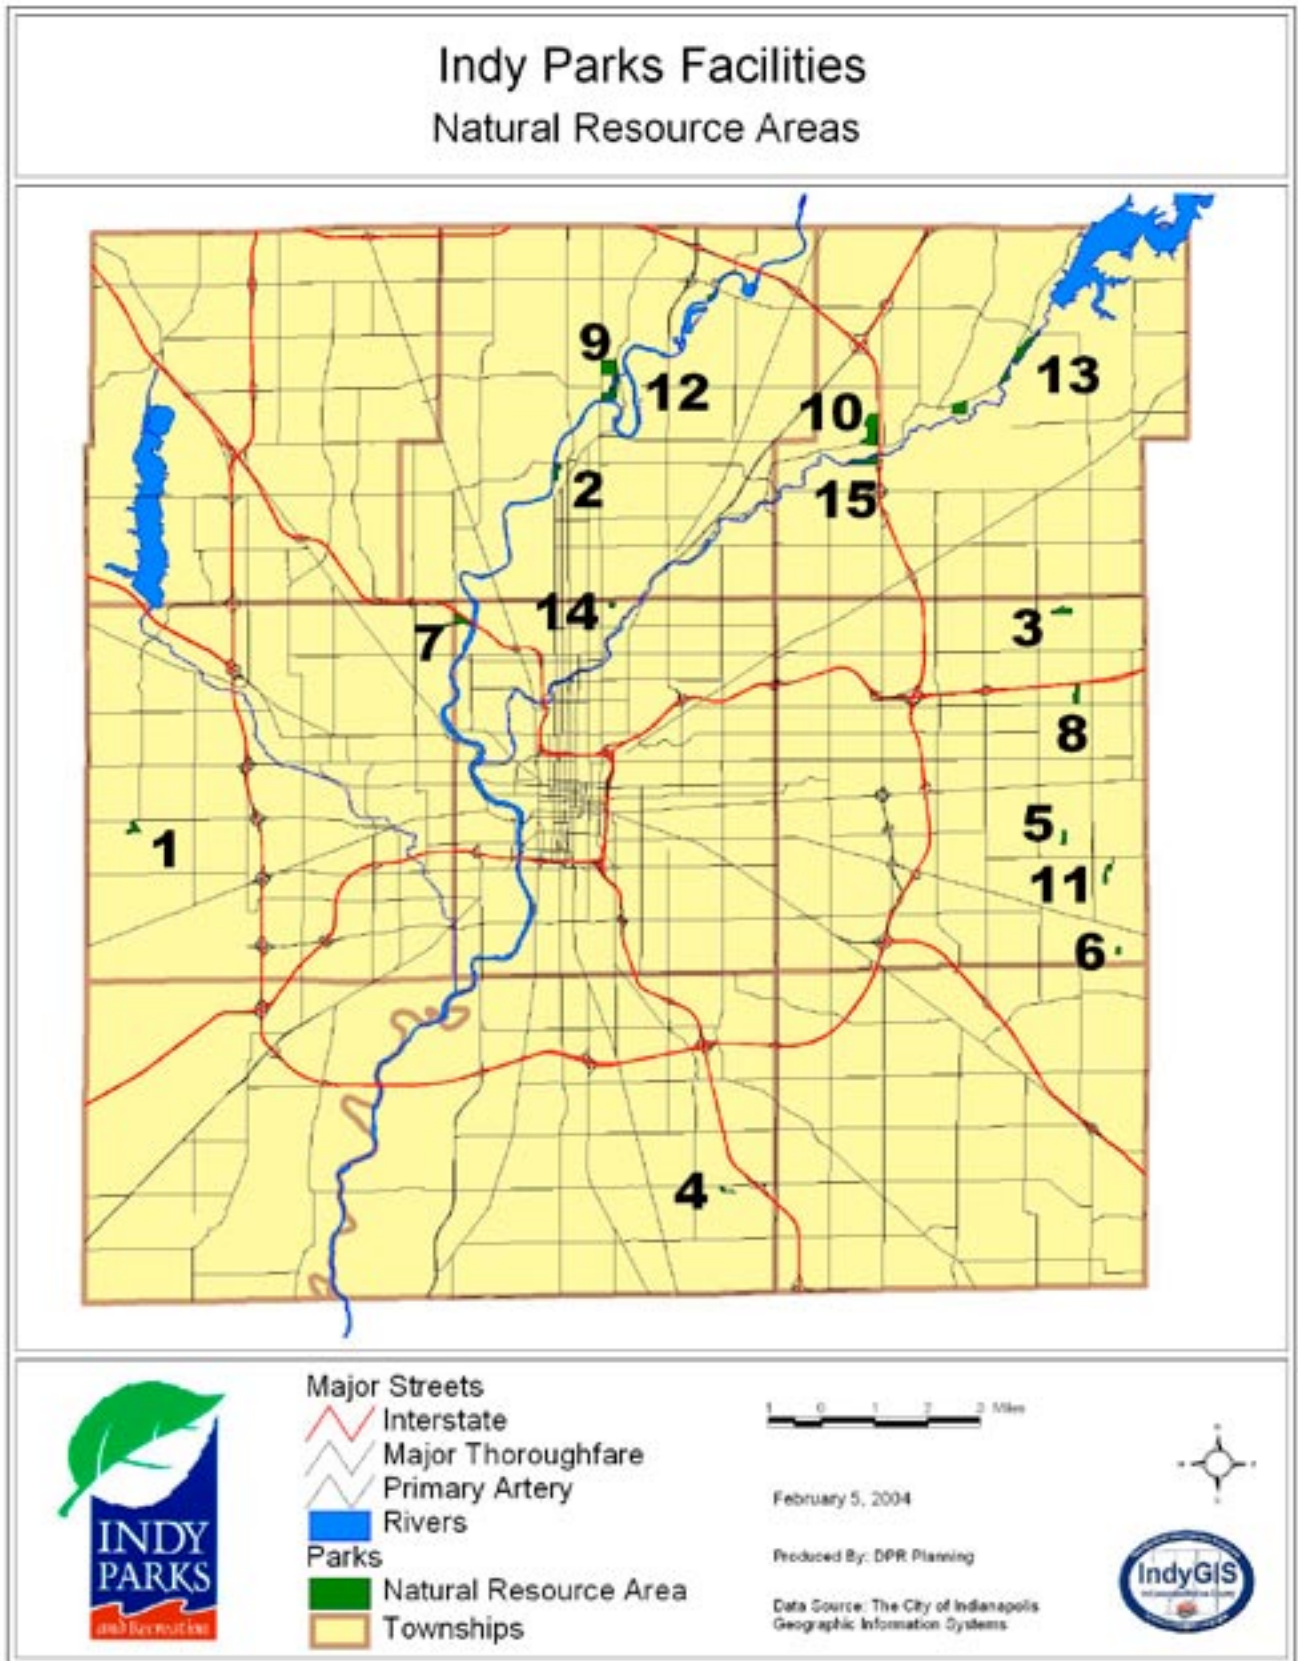 Indy Parks Facilities
Natural Resource Areas
9
12
13
10
2
15
14
7
3
8
1
5
11
6
4
Major Streets
Interstate
Major Thoroughfare
Primary Artery
Rivers
Parks
Natural Resource Area
Townships
INDY
PARKS
and Recreation
1 0 1 2 3 Miles
February 5, 2004
Produced By: DPR Planning
Data Source: The City of Indianapolis
Geographic Information Systems
IndyGIS